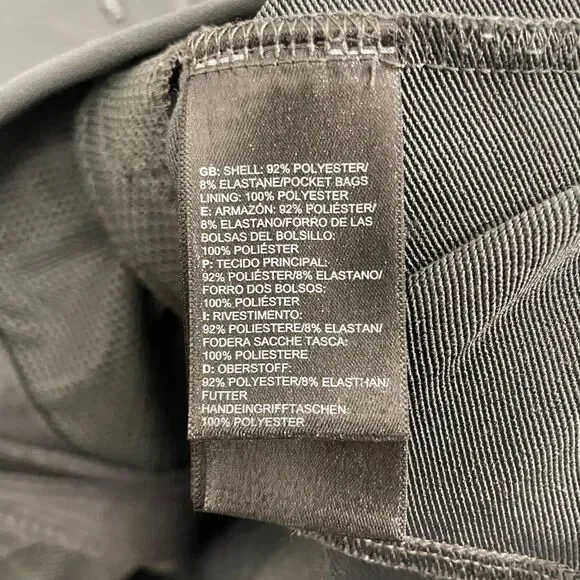 GB: SHELL: 92% POLYESTER/
8% ELASTANE/POCKET BAGS
LINING: 100% POLYESTER
E: ARMAZÓN: 92% POLIÉSTER/
8% ELASTANO/FORRO DE LAS
BOLSAS DEL BOLSILLO:
100% POLIÉSTER
P: TECIDO PRINCIPAL:
92% POLIÉSTER/8% ELASTANO/
FORRO DOS BOLSOS:
100% POLIÉSTER
I: RIVESTIMENTO:
92% POLIESTERE/8% ELASTAN/
FODERA SACCHE TASCA:
100% POLIESTERE
D: OBERSTOFF:
92% POLYESTER/8% ELASTHAN/
FUTTER
HANDEINGRIFFTASCHEN:
100% POLYESTER